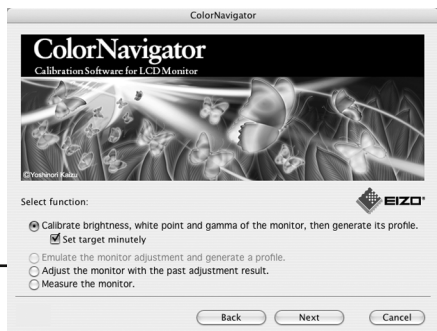 ColorNavigator
ColorNavigator
Calibration Software for LCD Monitor
©Yoshinori Kaizu
Select function:
EIZO
Calibrate brightness, white point and gamma of the monitor, then generate its profile.
Set target minutely
Emulate the monitor adjustment and generate a profile.
Adjust the monitor with the past adjustment result.
Measure the monitor.
Back Next Cancel